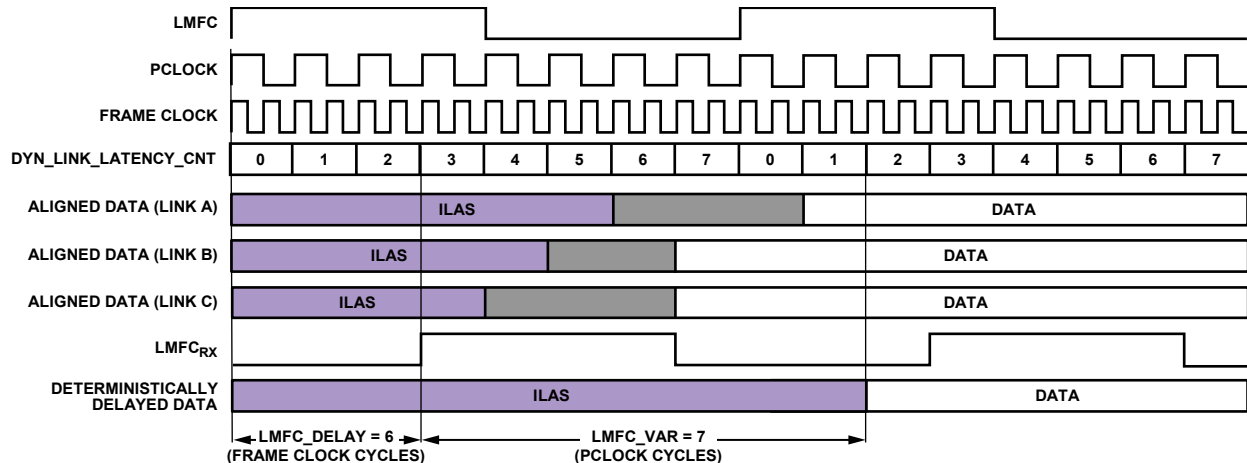 LMFC
PCLOCK
FRAME CLOCK
DYN_LINK_LATENCY_CNT 0 1 2 3 4 5 6 7 0 1 2 3 4 5 6 7
ALIGNED DATA (LINK A) ILAS DATA
ALIGNED DATA (LINK B) ILAS DATA
ALIGNED DATA (LINK C) ILAS DATA
LMFCRX
DETERMINISTICALLY
DELAYED DATA ILAS DATA
LMFC_DELAY = 6 LMFC_VAR = 7
(FRAME CLOCK CYCLES) (PCLOCK CYCLES)